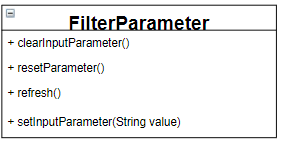 FilterParameter
+ clearInputParameter()
+ resetParameter()
+ refresh()
+ setInputParameter(String value)